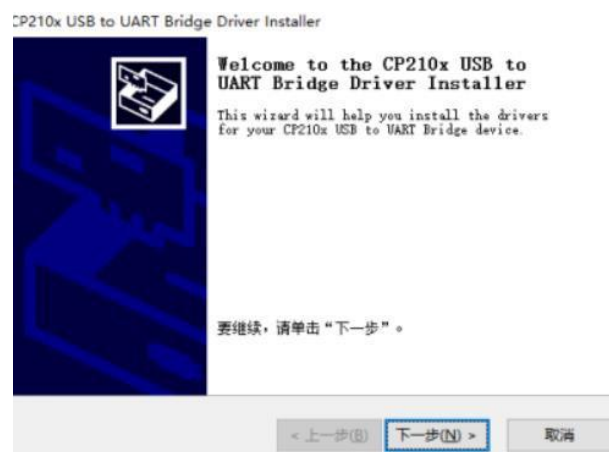 CP210x USB to UART Bridge Driver Installer
Welcome to the CP210x USB to
UART Bridge Driver Installer
This wizard will help you install the drivers
for your CP210x USB to UART Bridge device.
要继续，请单击“下一步”。
< 上一步(B)
下一步(N) >
取消